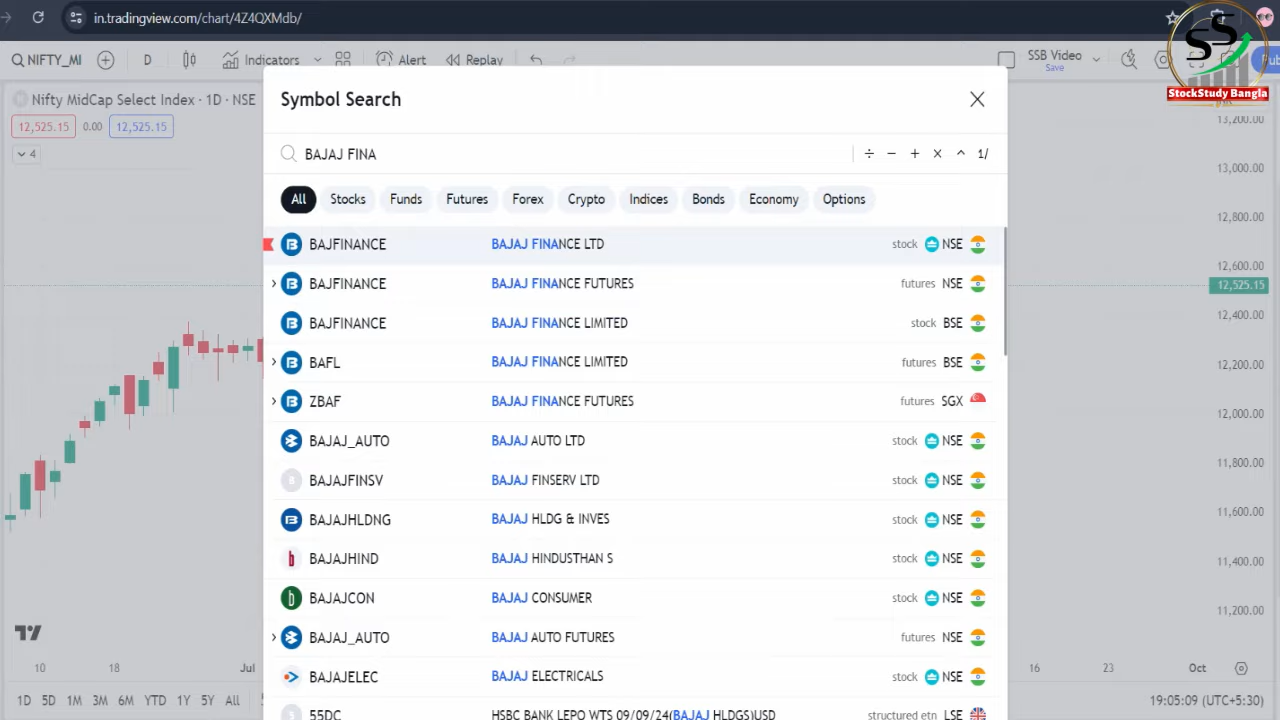 in.tradingview.com/chart/4Z4QXMdb/
NIFTY_MI D Indicators Alert Replay SSB Video Save
SS
StockStudy Bangla
Nifty MidCap Select Index · 1D · NSE
12,525.15 0.00 12,525.15
4
Symbol Search
BAJAJ FINA ÷ − + × ^ 1/
All Stocks Funds Futures Forex Crypto Indices Bonds Economy Options
BAJFINANCE BAJAJ FINANCE LTD stock NSE
BAJFINANCE BAJAJ FINANCE FUTURES futures NSE
BAJFINANCE BAJAJ FINANCE LIMITED stock BSE
BAFL BAJAJ FINANCE LIMITED futures BSE
ZBAF BAJAJ FINANCE FUTURES futures SGX
BAJAJ_AUTO BAJAJ AUTO LTD stock NSE
BAJAJFINSV BAJAJ FINSERV LTD stock NSE
BAJAJHLDNG BAJAJ HLDG & INVES stock NSE
BAJAJHIND BAJAJ HINDUSTHAN S stock NSE
BAJAJCON BAJAJ CONSUMER stock NSE
BAJAJ_AUTO BAJAJ AUTO FUTURES futures NSE
BAJAJELEC BAJAJ ELECTRICALS stock NSE
55DC HSBC BANK LEPO WTS 09/09/24(BAJAJ HLDGS)USD structured etn LSE
13,200.00
13,000.00
12,800.00
12,600.00
12,525.15
12,400.00
12,200.00
12,000.00
11,800.00
11,600.00
11,400.00
11,200.00
10 18 Jul 16 23 Oct
1D 5D 1M 3M 6M YTD 1Y 5Y All 19:05:09 (UTC+5:30)